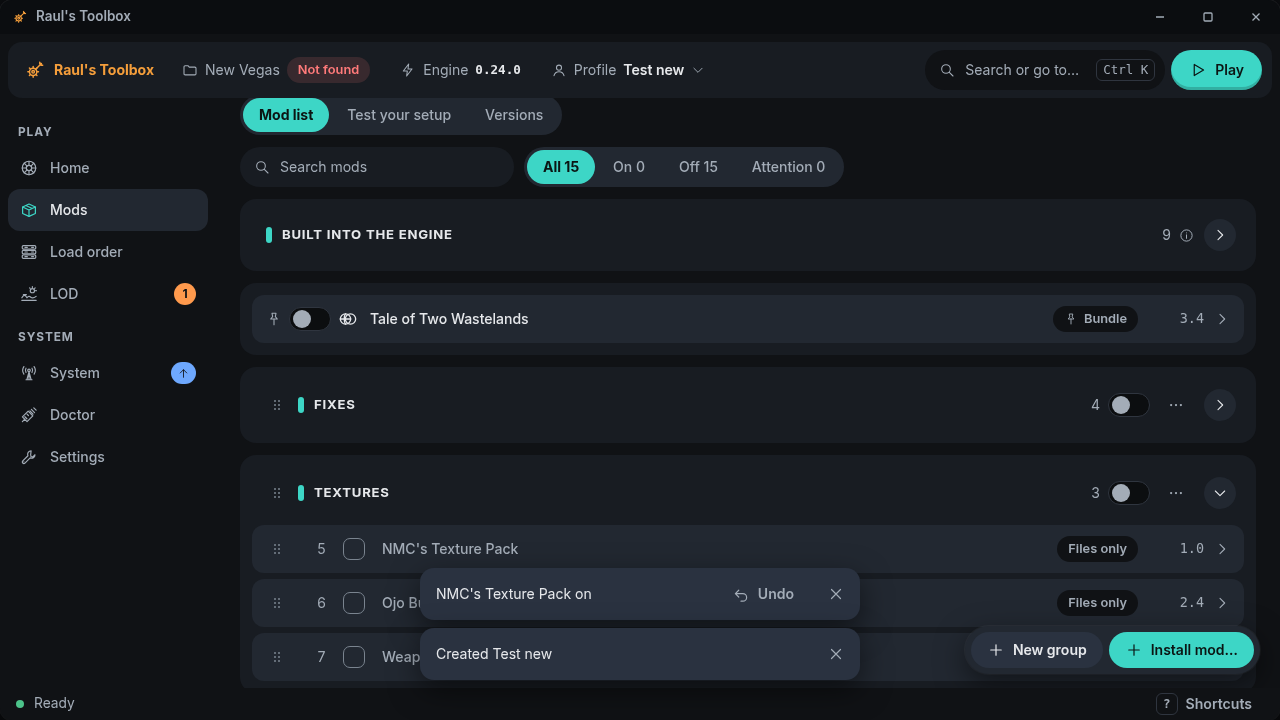 Raul's Toolbox
Raul's Toolbox
New Vegas Not found
Engine 0.24.0
Profile Test new
Search or go to... Ctrl K
Play
PLAY
Home
Mods
Load order
LOD 1
SYSTEM
System
Doctor
Settings
Mod list Test your setup Versions
Search mods
All 15 On 0 Off 15 Attention 0
BUILT INTO THE ENGINE 9
Tale of Two Wastelands Bundle 3.4
FIXES 4
TEXTURES 3
5 NMC's Texture Pack Files only 1.0
6 Ojo Files only 2.4
7 Weap
NMC's Texture Pack on Undo
Created Test new
New group Install mod...
Ready
? Shortcuts